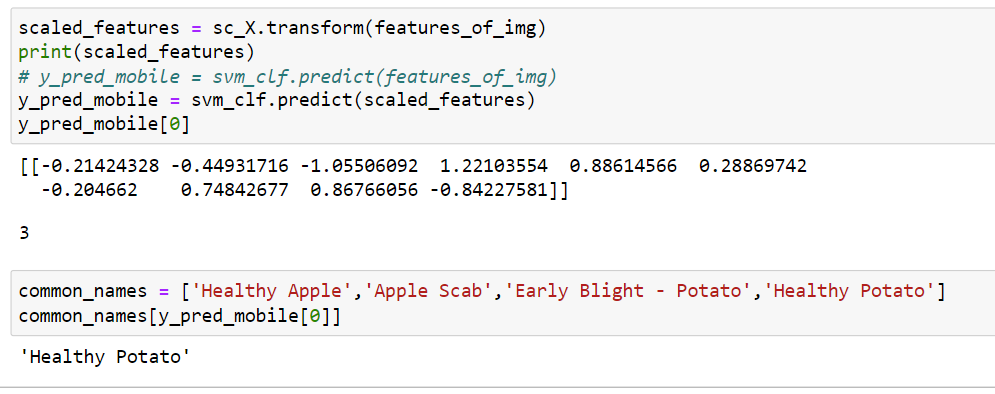 scaled_features = sc_X.transform(features_of_img)
print(scaled_features)
# y_pred_mobile = svm_clf.predict(features_of_img)
y_pred_mobile = svm_clf.predict(scaled_features)
y_pred_mobile[0]
[[-0.21424328 -0.44931716 -1.05506092  1.22103554  0.88614566  0.28869742
  -0.204662    0.74842677  0.86766056 -0.84227581]]
3
common_names = ['Healthy Apple','Apple Scab','Early Blight - Potato','Healthy Potato']
common_names[y_pred_mobile[0]]
'Healthy Potato'